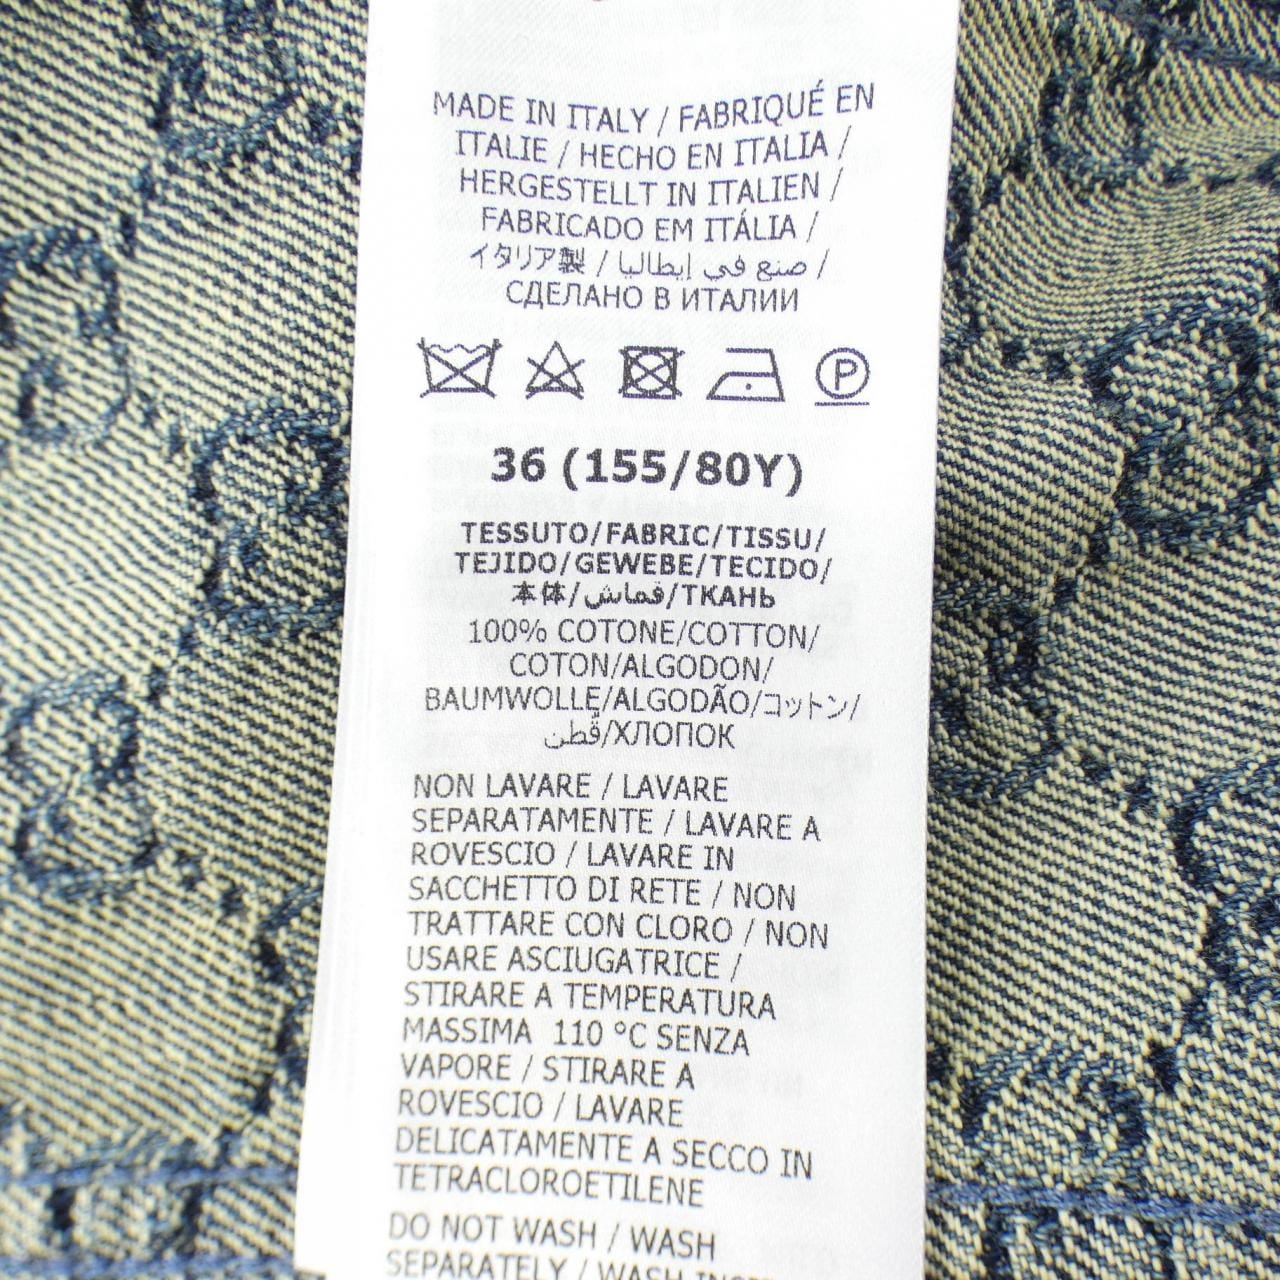 MADE IN ITALY / FABRIQUÉ EN
ITALIE / HECHO EN ITALIA /
HERGESTELLT IN ITALIEN /
FABRICADO EM ITÁLIA /
イタリア製 / صنع في إيطاليا /
СДЕЛАНО В ИТАЛИИ
P
36 (155/80Y)
TESSUTO/FABRIC/TISSU/
TEJIDO/GEWEBE/TECIDO/
本体/قماش/ТКАНЬ
100% COTONE/COTTON/
COTON/ALGODON/
BAUMWOLLE/ALGODÃO/コットン/
قُطن/ХЛОПОК
NON LAVARE / LAVARE
SEPARATAMENTE / LAVARE A
ROVESCIO / LAVARE IN
SACCHETTO DI RETE / NON
TRATTARE CON CLORO / NON
USARE ASCIUGATRICE /
STIRARE A TEMPERATURA
MASSIMA 110 °C SENZA
VAPORE / STIRARE A
ROVESCIO / LAVARE
DELICATAMENTE A SECCO IN
TETRACLOROETILENE
DO NOT WASH / WASH
SEPARATELY / WASH